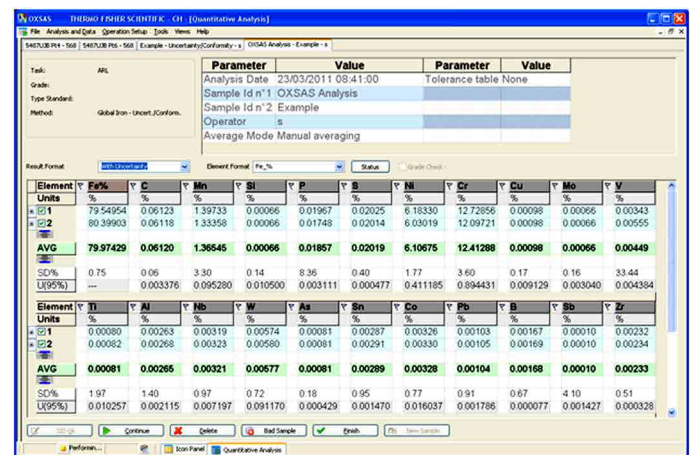 OXSAS THERMO FISHER SCIENTIFIC - CH - [Quantitative Analysis]
File Analysis and Data Operation Setup Tools Views Help
5487UJB Pt4 - 568 5487UJB Pt6 - 568 Example - Uncertainty/Conformity - s OXSAS Analysis - Example - s
Task: ARL
Grade:
Type Standard:
Method: Global Iron - Uncert./Conform.
Parameter Value Parameter Value
Analysis Date 23/03/2011 08:41:00 Tolerance table None
Sample Id n°1 OXSAS Analysis
Sample Id n°2 Example
Operator s
Average Mode Manual averaging
Result Format With Uncertainty Element Format Fe_% Status Grade Check -
Element Fe% C Mn Si P S Ni Cr Cu Mo V
Units % % % % % % % % % %
1 79.54954 0.06123 1.39733 0.00066 0.01967 0.02025 6.18330 12.72856 0.00098 0.00066 0.00343
2 80.39903 0.06118 1.33358 0.00066 0.01748 0.02014 6.03019 12.09721 0.00098 0.00066 0.00555
AVG 79.97429 0.06120 1.36545 0.00066 0.01857 0.02019 6.10675 12.41288 0.00098 0.00066 0.00449
SD% 0.75 0.06 3.30 0.14 8.36 0.40 1.77 3.60 0.17 0.16 33.44
U(95%) --- 0.003376 0.095280 0.010500 0.003111 0.000477 0.411185 0.894431 0.009129 0.003040 0.004384
Element Ti Al Nb W As Sn Co Pb B Sb Zr
Units % % % % % % % % % % %
1 0.00080 0.00263 0.00319 0.00574 0.00081 0.00287 0.00326 0.00103 0.00167 0.00010 0.00232
2 0.00082 0.00268 0.00323 0.00580 0.00081 0.00291 0.00330 0.00105 0.00169 0.00010 0.00234
AVG 0.00081 0.00265 0.00321 0.00577 0.00081 0.00289 0.00328 0.00104 0.00168 0.00010 0.00233
SD% 1.97 1.40 0.97 0.72 0.18 0.95 0.77 0.91 0.67 4.10 0.51
U(95%) 0.010257 0.002115 0.007197 0.091170 0.000429 0.001470 0.016037 0.001786 0.000077 0.001427 0.000328
Continue Delete Bad Sample Finish New Sample
Performin... Icon Panel Quantitative Analysis